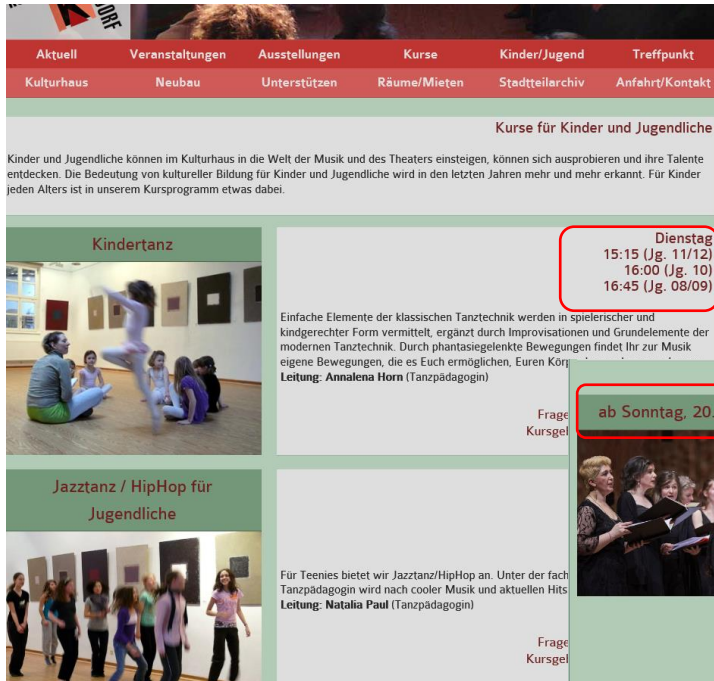 DORF
Aktuell Veranstaltungen Ausstellungen Kurse Kinder/Jugend Treffpunkt
Kulturhaus Neubau Unterstützen Räume/Mieten Stadtteilarchiv Anfahrt/Kontakt
Kurse für Kinder und Jugendliche
Kinder und Jugendliche können im Kulturhaus in die Welt der Musik und des Theaters einsteigen, können sich ausprobieren und ihre Talente
entdecken. Die Bedeutung von kultureller Bildung für Kinder und Jugendliche wird in den letzten Jahren mehr und mehr erkannt. Für Kinder
jeden Alters ist in unserem Kursprogramm etwas dabei.
Kindertanz
Dienstag
15:15 (Jg. 11/12)
16:00 (Jg. 10)
16:45 (Jg. 08/09)
Einfache Elemente der klassischen Tanztechnik werden in spielerischer und
kindgerechter Form vermittelt, ergänzt durch Improvisationen und Grundelemente der
modernen Tanztechnik. Durch phantasiegelenkte Bewegungen findet Ihr zur Musik
eigene Bewegungen, die es Euch ermöglichen, Euren
Leitung: Annalena Horn (Tanzpädagogin)
Frage
Kursgel
ab Sonntag, 20.
Jazztanz / HipHop für
Jugendliche
Für Teenies bietet wir Jazztanz/HipHop an. Unter der fach
Tanzpädagogin wird nach cooler Musik und aktuellen Hits
Leitung: Natalia Paul (Tanzpädagogin)
Frage
Kursgel